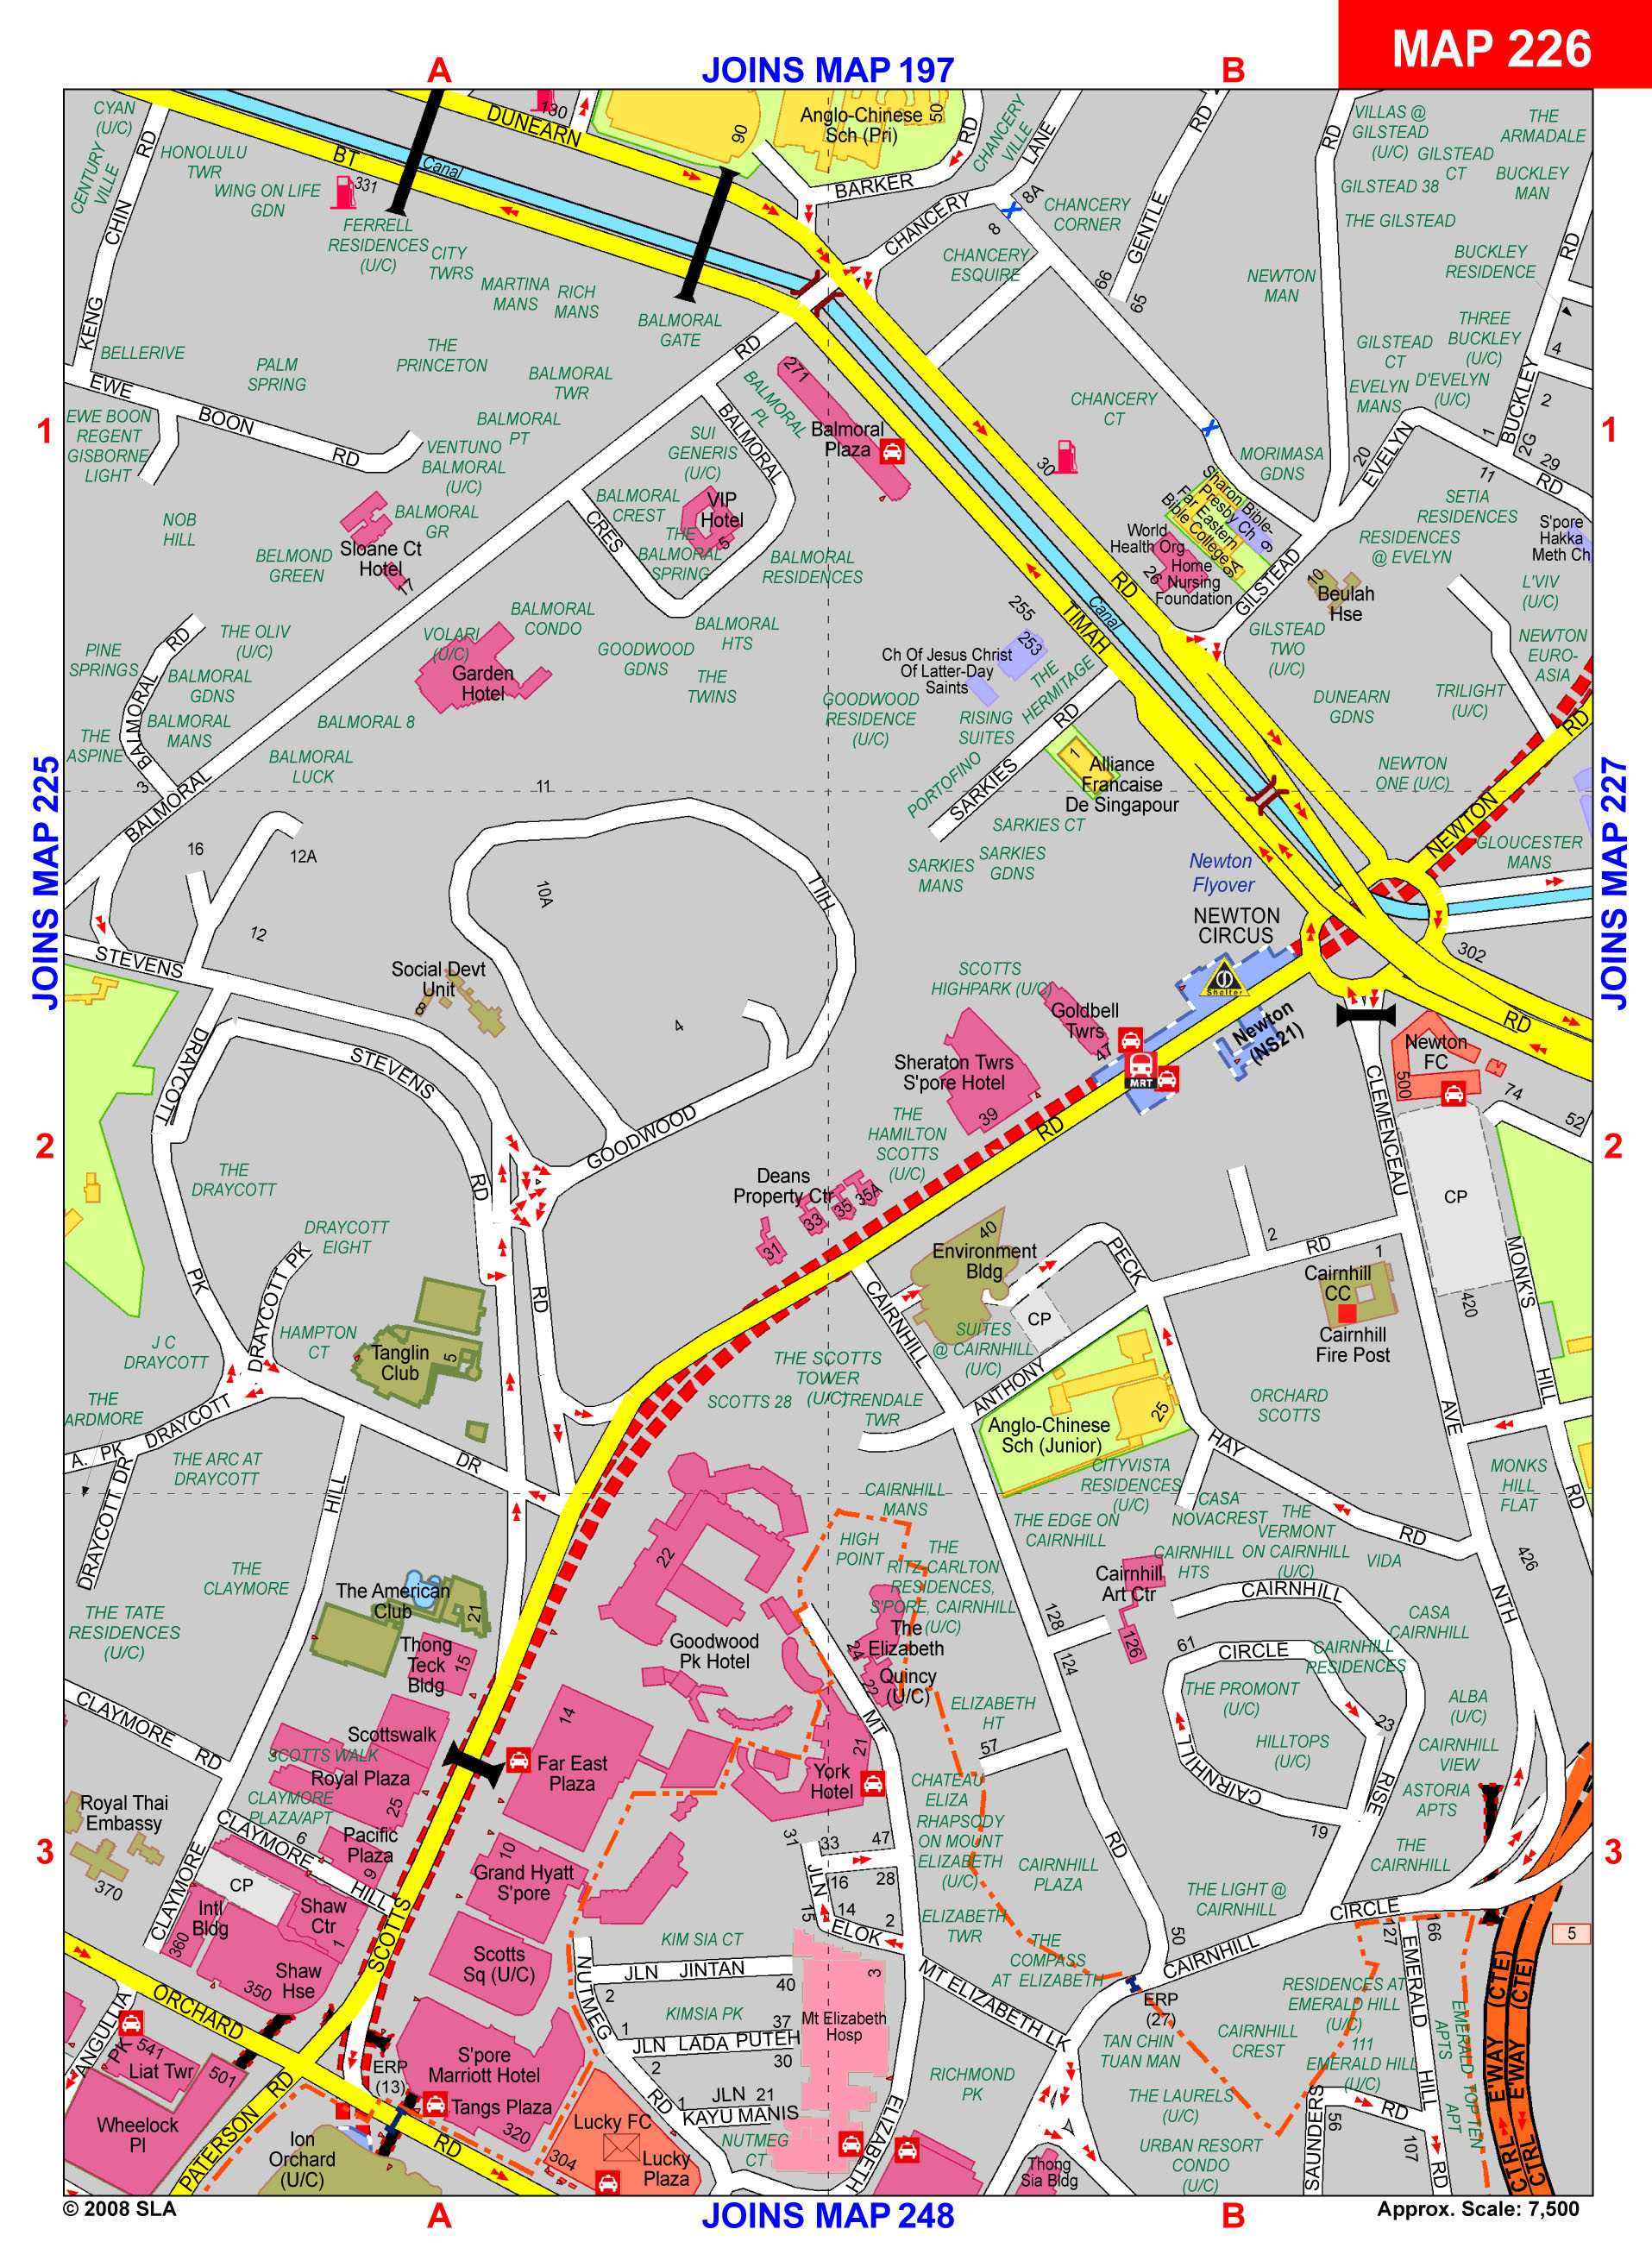 MAP 226
A
JOINS MAP 197
B
CYAN
(U/C)
CENTURY
VILLE
KENG CHIN RD
HONOLULU
TWR
WING ON LIFE
GDN
BT
331
Canal
DUNEARN
130
90
Anglo-Chinese
Sch (Pri)
50
RD
BARKER
CHANCERY
VILLE
LANE
CHANCERY
8A
8
CHANCERY
CORNER
CHANCERY
ESQUIRE
GENTLE
RD
66
65
RD
VILLAS @
GILSTEAD
(U/C)
GILSTEAD
CT
THE
ARMADALE
BUCKLEY
MAN
GILSTEAD 38
THE GILSTEAD
BUCKLEY
RESIDENCE
RD
NEWTON
MAN
FERRELL
RESIDENCES
(U/C)
CITY
TWRS
MARTINA
MANS
RICH
MANS
BALMORAL
GATE
BELLERIVE
PALM
SPRING
THE
PRINCETON
BALMORAL
TWR
RD
BALMORAL
PL
271
Balmoral
Plaza
CHANCERY
CT
GILSTEAD
CT
THREE
BUCKLEY
(U/C)
4
EVELYN
MANS
D'EVELYN
(U/C)
2
BUCKLEY
1
2G
29
11
RD
20
EVELYN
1
EWE
BOON
RD
EWE BOON
REGENT
GISBORNE
LIGHT
BALMORAL
PT
VENTUNO
BALMORAL
(U/C)
BALMORAL
SUI
GENERIS
(U/C)
30
MORIMASA
GDNS
1
SETIA
RESIDENCES
RESIDENCES
@ EVELYN
S'pore
Hakka
Meth Ch
NOB
HILL
BALMORAL
GR
BALMORAL
CREST
VIP
Hotel
5
CRES
THE
BALMORAL
SPRING
BALMORAL
RESIDENCES
Sharon Bible-
Presby Ch
Far Eastern
Bible College
9
9A
World
Health Org
Home
Nursing
Foundation
26
GILSTEAD
10
Beulah
Hse
L'VIV
(U/C)
BELMOND
GREEN
Sloane Ct
Hotel
17
RD
TIMAH
Canal
255
253
Ch Of Jesus Christ
Of Latter-Day
Saints
PINE
SPRINGS
RD
THE OLIV
(U/C)
VOLARI
(U/C)
BALMORAL
CONDO
GOODWOOD
GDNS
BALMORAL
HTS
THE
TWINS
Garden
Hotel
GOODWOOD
RESIDENCE
(U/C)
RISING
SUITES
THE
HERMITAGE
GILSTEAD
TWO
(U/C)
NEWTON
EURO-
ASIA
DUNEARN
GDNS
TRILIGHT
(U/C)
BALMORAL
GDNS
BALMORAL
MANS
BALMORAL
BALMORAL 8
BALMORAL
LUCK
THE
ASPINE
3
BALMORAL
PORTOFINO
SARKIES
RD
1
Alliance
Francaise
De Singapour
NEWTON
ONE (U/C)
RD
NEWTON
GLOUCESTER
MANS
11
16
12A
12
SARKIES CT
SARKIES
MANS
SARKIES
GDNS
Newton
Flyover
NEWTON
CIRCUS
JOINS MAP 225
JOINS MAP 227
STEVENS
Social Devt
Unit
8
10A
HILL
4
SCOTTS
HIGHPARK (U/C)
Goldbell
Twrs
47
Shelter
MRT
Newton
(NS21)
302
RD
Newton
FC
500
74
52
DRAYCOTT
STEVENS
RD
GOODWOOD
Sheraton Twrs
S'pore Hotel
39
RD
CLEMENCEAU
2
2
THE
HAMILTON
SCOTTS
(U/C)
THE
DRAYCOTT
Deans
Property Ctr
31
33
35
35A
DRAYCOTT
EIGHT
DRAYCOTT PK
PK
RD
CAIRNHILL
40
Environment
Bldg
PECK
2
RD
1
Cairnhill
CC
CP
MONK'S
420
J C
DRAYCOTT
HAMPTON
CT
Tanglin
Club
5
CP
SUITES
@ CAIRNHILL
(U/C)
Cairnhill
Fire Post
HILL
THE
ARDMORE
A. PK
DRAYCOTT
DR
THE SCOTTS
TOWER
(U/C)
SCOTTS 28
TRENDALE
TWR
ANTHONY
Anglo-Chinese
Sch (Junior)
25
ORCHARD
SCOTTS
AVE
THE ARC AT
DRAYCOTT
DRAYCOTT DR
HILL
CITYVISTA
RESIDENCES
(U/C)
HAY
MONKS
HILL
FLAT
RD
CAIRNHILL
MANS
THE EDGE ON
CAIRNHILL
CASA
NOVACREST
THE
VERMONT
ON CAIRNHILL
(U/C)
RD
HIGH
POINT
THE
RITZ-CARLTON
RESIDENCES,
S'PORE, CAIRNHILL
(U/C)
Cairnhill
Art Ctr
126
CAIRNHILL
HTS
VIDA
426
NTH
THE
CLAYMORE
The American
Club
21
22
THE TATE
RESIDENCES
(U/C)
Thong
Teck
Bldg
15
Goodwood
Pk Hotel
The
Elizabeth
24
Quincy
(U/C)
22
128
124
CAIRNHILL
61
CIRCLE
CASA
CAIRNHILL
CAIRNHILL
RESIDENCES
CLAYMORE
RD
Scottswalk
SCOTTS WALK
Royal Plaza
25
14
Far East
Plaza
MT
21
York
Hotel
ELIZABETH
HT
57
THE PROMONT
(U/C)
HILLTOPS
(U/C)
23
ALBA
(U/C)
CAIRNHILL
VIEW
CAIRNHILL
19
RISE
ASTORIA
APTS
Royal Thai
Embassy
370
CLAYMORE
PLAZA/APT
6
CLAYMORE
HILL
Pacific
Plaza
9
CHATEAU
ELIZA
RHAPSODY
ON MOUNT
ELIZABETH
(U/C)
3
3
10
Grand Hyatt
S'pore
31
33
47
JLN
16
28
14
2
15
ELOK
CAIRNHILL
PLAZA
RD
THE
CAIRNHILL
CP
CLAYMORE
Intl
Bldg
360
Shaw
Ctr
1
Shaw
Hse
350
SCOTTS
Scotts
Sq (U/C)
KIM SIA CT
ELIZABETH
TWR
THE
COMPASS
AT ELIZABETH
THE LIGHT @
CAIRNHILL
50
CIRCLE
CAIRNHILL
127
166
5
NUTMEG
JLN JINTAN
40
2
KIMSIA PK
3
Mt Elizabeth
Hosp
MT ELIZABETH LK
ERP
(27)
RESIDENCES AT
EMERALD HILL
(U/C)
111
EMERALD HILL
(U/C)
EMERALD
HILL
RD
EMERALD TOP TEN
APTS
APT
CTRL E'WAY (CTE)
CTRL E'WAY (CTE)
ORCHARD
ANGULLIA
PK
541
Liat Twr
501
1
JLN LADA PUTEH
37
30
2
TAN CHIN
TUAN MAN
CAIRNHILL
CREST
S'pore
Marriott Hotel
ERP
(13)
Tangs Plaza
320
RD
1
JLN 21
KAYU MANIS
RICHMOND
PK
THE LAURELS
(U/C)
SAUNDERS
RD
56
107
Wheelock
Pl
PATERSON
RD
Ion
Orchard
(U/C)
RD
Lucky FC
304
Lucky
Plaza
NUTMEG
CT
ELIZABETH
Thong
Sia Bldg
URBAN RESORT
CONDO
(U/C)
© 2008 SLA
A
JOINS MAP 248
B
Approx. Scale: 7,500